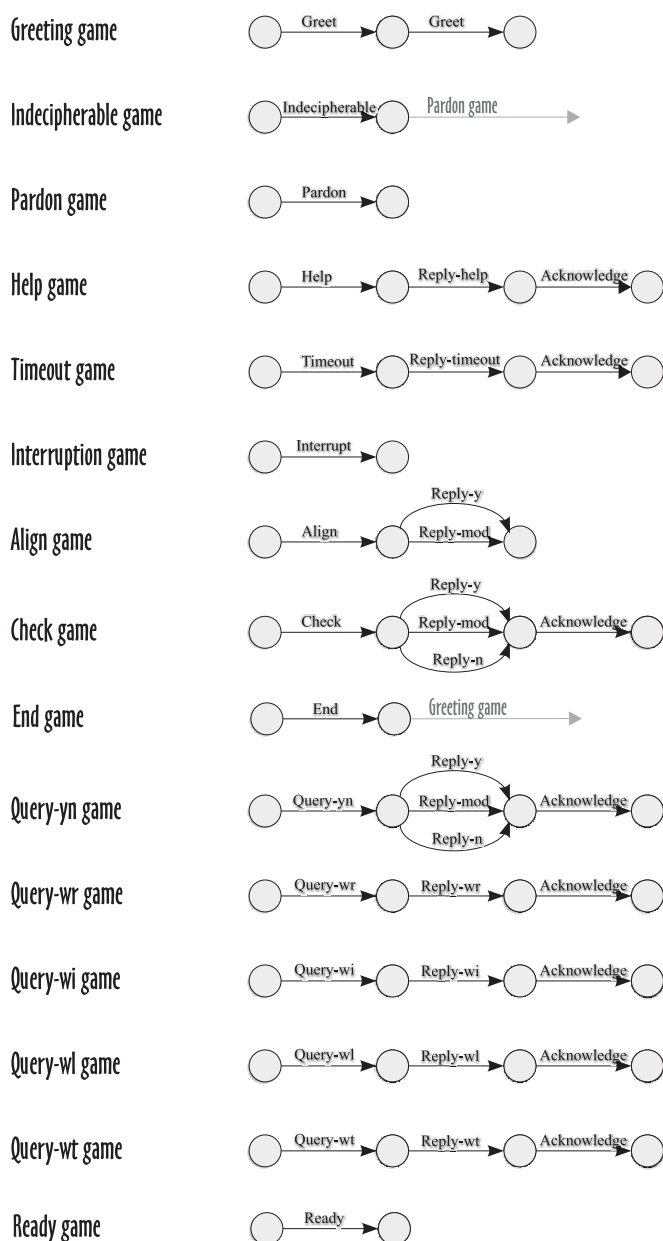 Greeting game
Greet Greet
Indecipherable game
Indecipherable Pardon game
Pardon game
Pardon
Help game
Help Reply-help Acknowledge
Timeout game
Timeout Reply-timeout Acknowledge
Interruption game
Interrupt
Reply-y
Align game
Align Reply-mod
Reply-y
Check game
Check Reply-mod Acknowledge
Reply-n
End game
End Greeting game
Reply-y
Query-yn game
Query-yn Reply-mod Acknowledge
Reply-n
Query-wr game
Query-wr Reply-wr Acknowledge
Query-wi game
Query-wi Reply-wi Acknowledge
Query-wl game
Query-wl Reply-wl Acknowledge
Query-wt game
Query-wt Reply-wt Acknowledge
Ready game
Ready